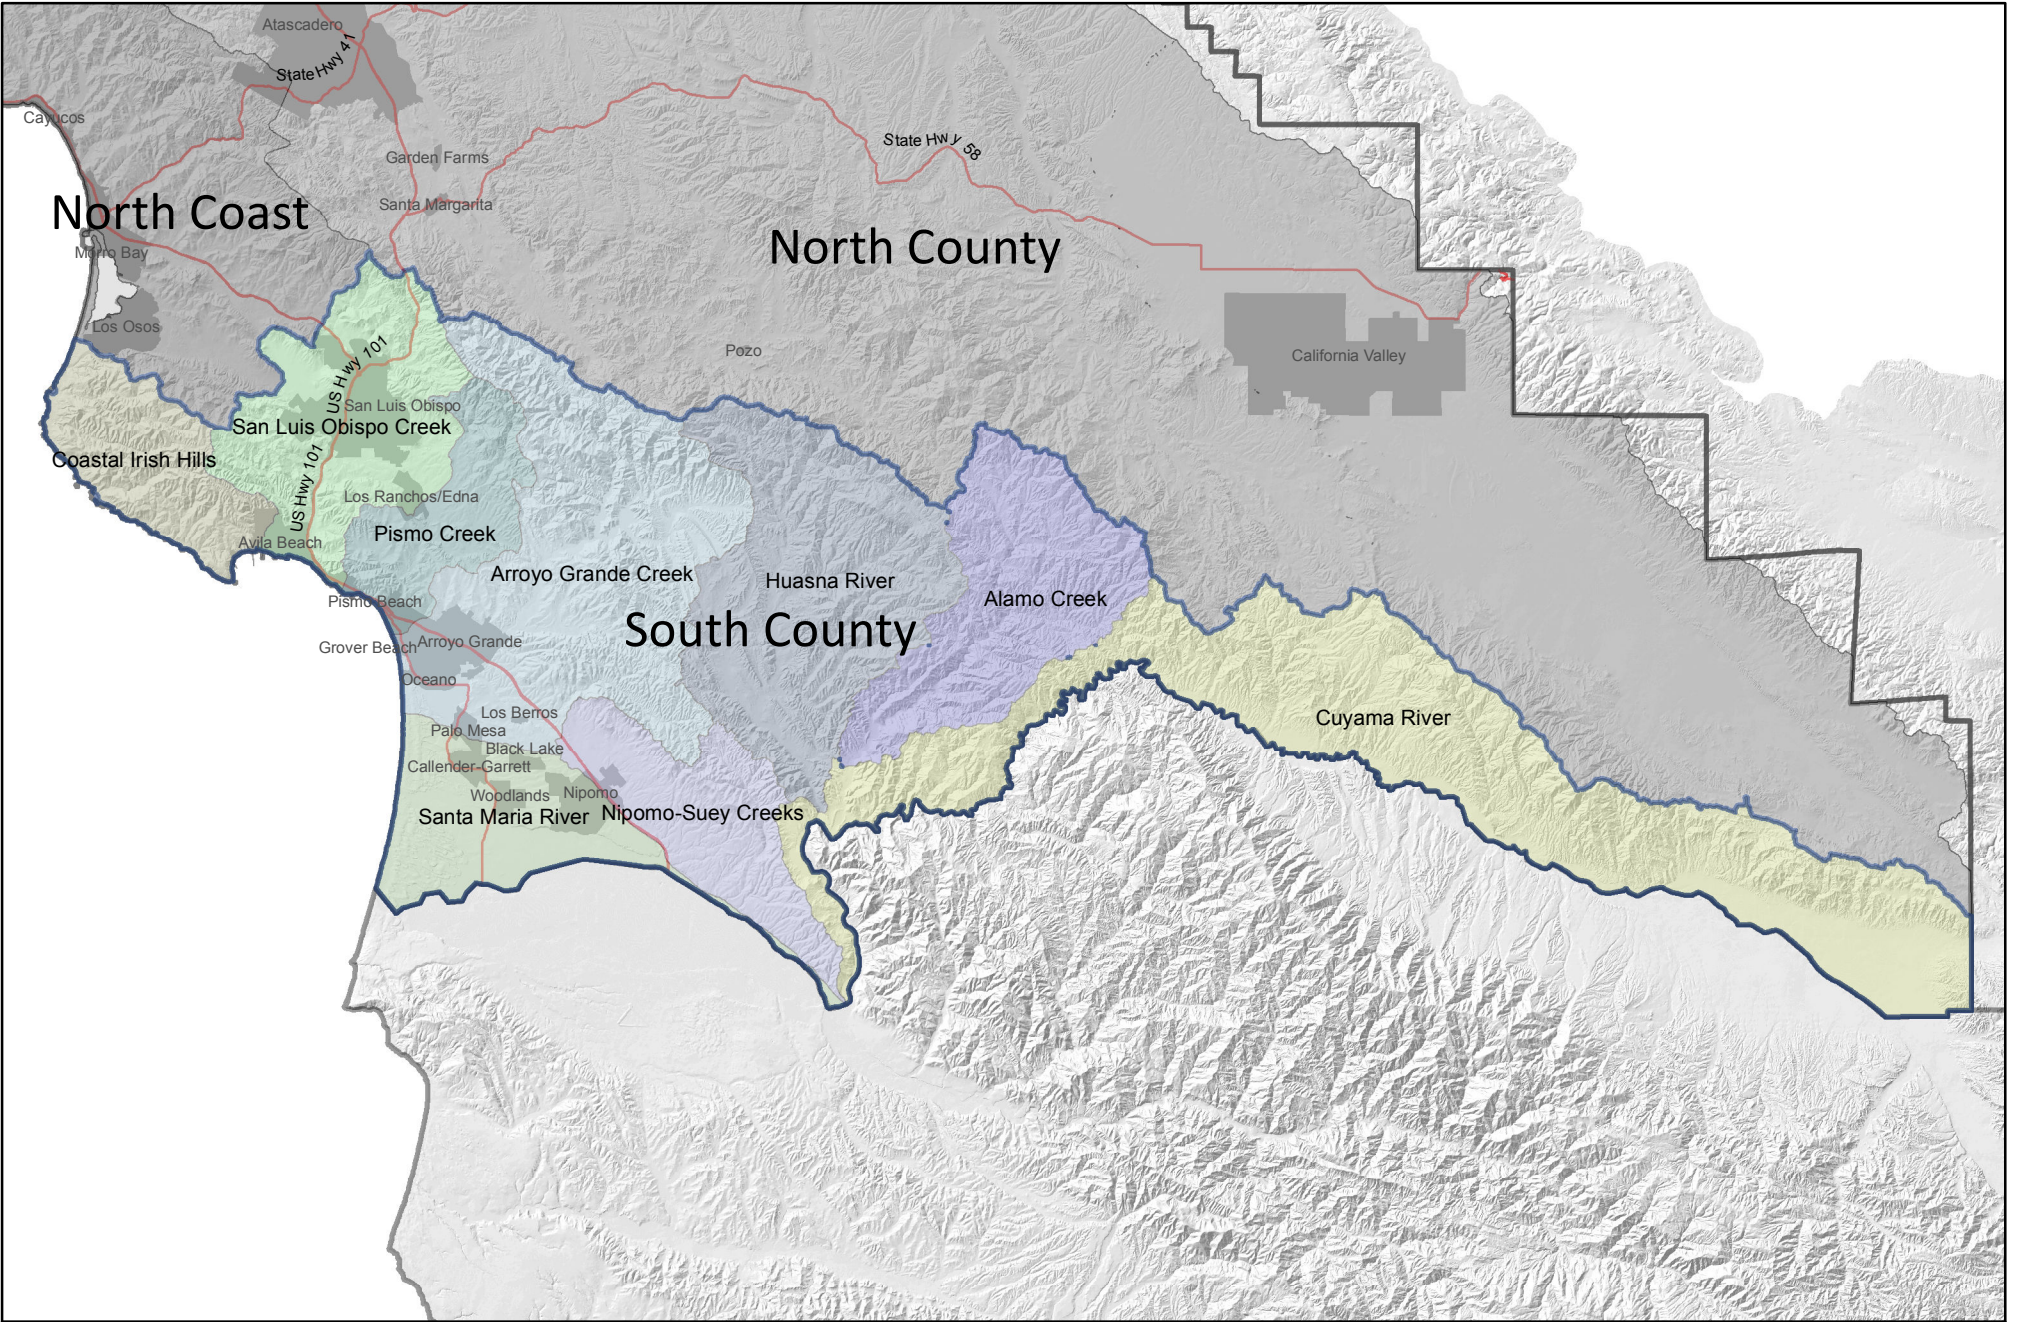 Atascadero
State Hwy 41
Cayucos
Garden Farms
State Hwy 58
Santa Margarita
North Coast
North County
Morro Bay
Los Osos
Pozo
California Valley
US Hwy 101
San Luis Obispo
San Luis Obispo Creek
Coastal Irish Hills
US Hwy 101
Los Ranchos/Edna
Pismo Creek
Avila Beach
Arroyo Grande Creek
Huasna River
Alamo Creek
Pismo Beach
South County
Grover Beach
Arroyo Grande
Oceano
Los Berros
Cuyama River
Palo Mesa
Black Lake
Callender-Garrett
Woodlands
Nipomo
Santa Maria River
Nipomo-Suey Creeks